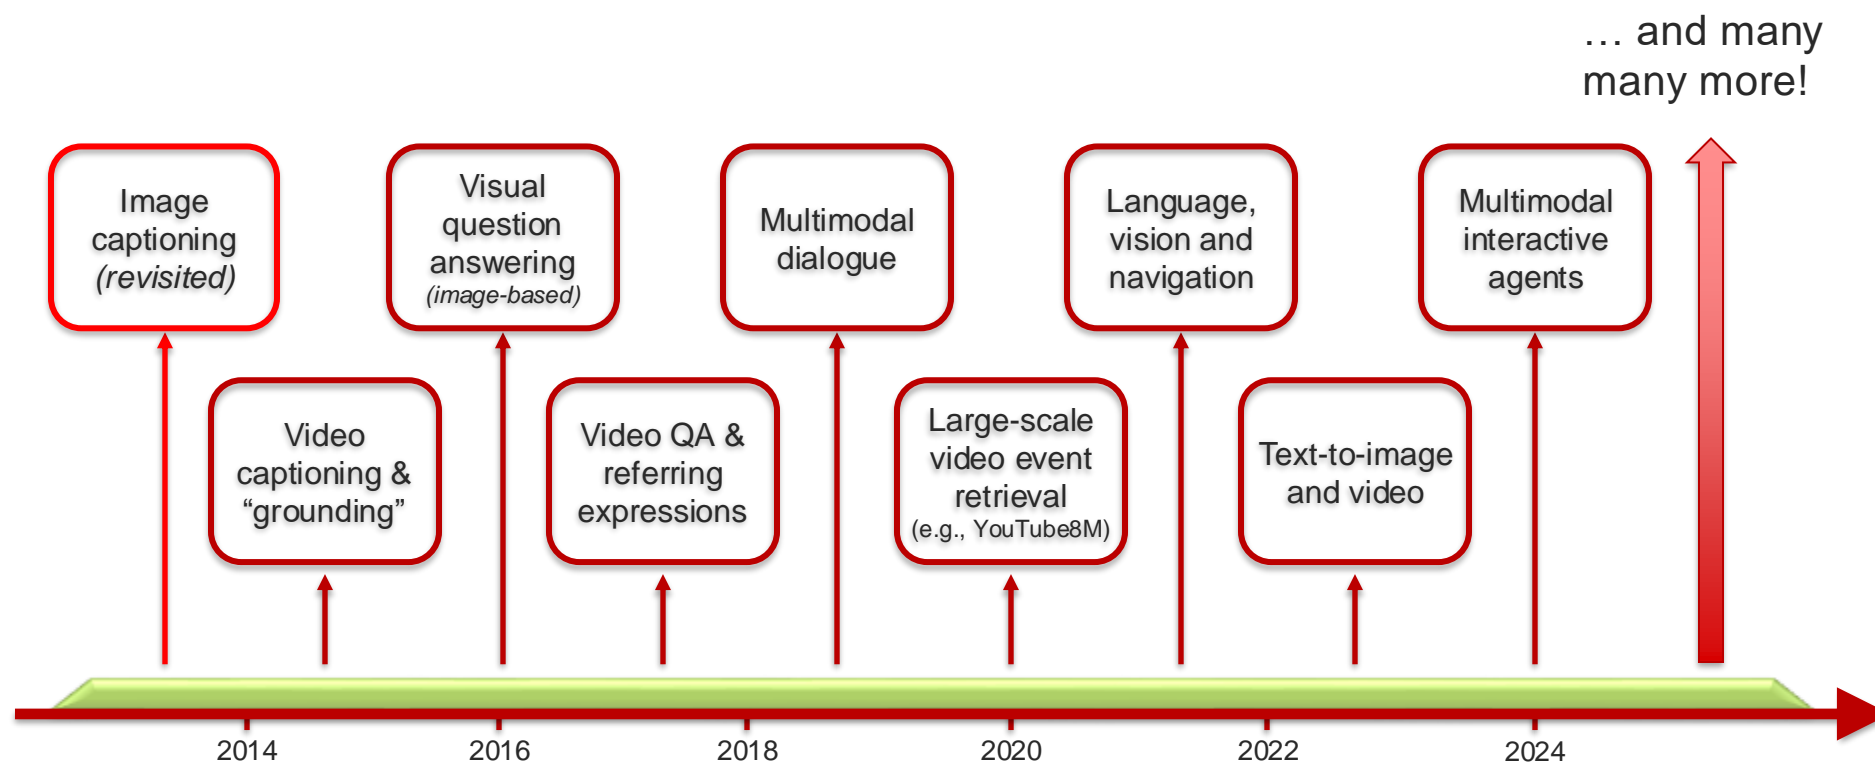 … and many
many more!
Image
captioning
(revisited)
Visual
question
answering
(image-based)
Multimodal
dialogue
Language,
vision and
navigation
Multimodal
interactive
agents
Video
captioning &
“grounding”
Video QA &
referring
expressions
Large-scale
video event
retrieval
(e.g., YouTube8M)
Text-to-image
and video
2014
2016
2018
2020
2022
2024